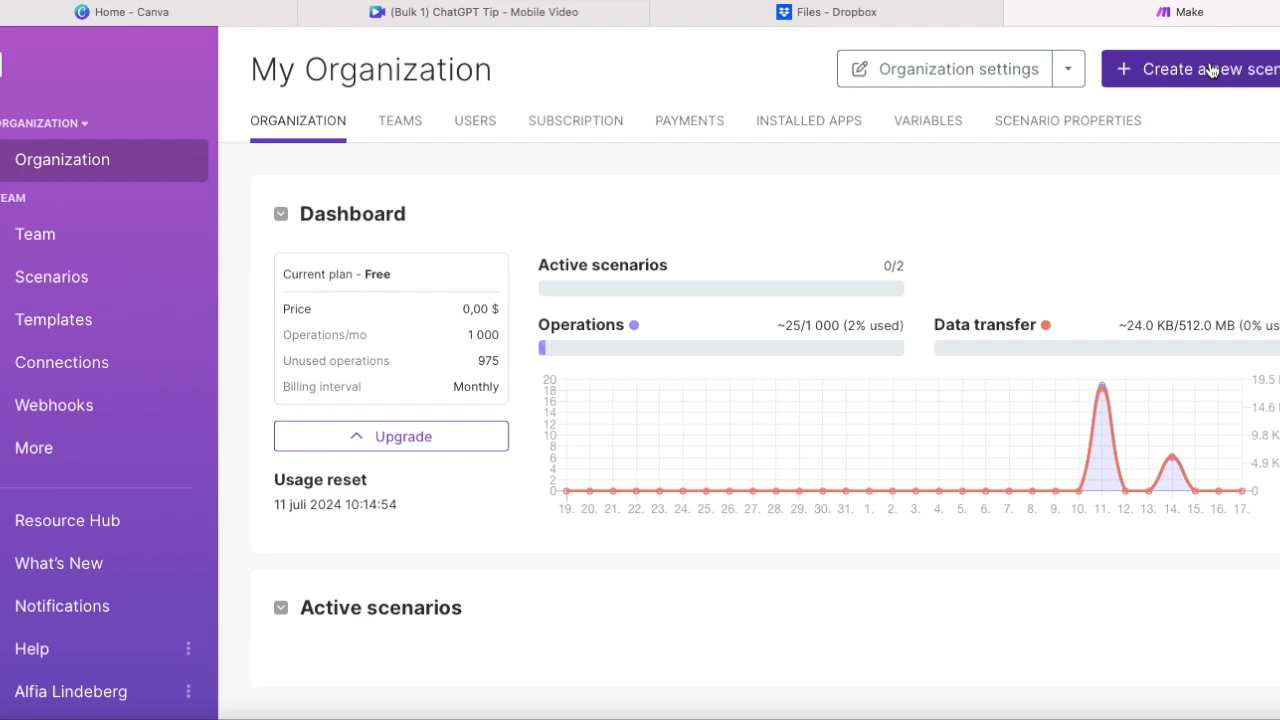 Home - Canva
(Bulk 1) ChatGPT Tip - Mobile Video
Files - Dropbox
Make
My Organization
Organization settings
+ Create a new scen
ORGANIZATION
TEAMS
USERS
SUBSCRIPTION
PAYMENTS
INSTALLED APPS
VARIABLES
SCENARIO PROPERTIES
RGANIZATION
Organization
EAM
Team
Scenarios
Templates
Connections
Webhooks
More
Resource Hub
What's New
Notifications
Help
Alfia Lindeberg
Dashboard
Current plan - Free
Price 0,00 $
Operations/mo 1 000
Unused operations 975
Billing interval Monthly
Upgrade
Usage reset
11 juli 2024 10:14:54
Active scenarios 0/2
Operations ~25/1 000 (2% used)
Data transfer ~24.0 KB/512.0 MB (0% us
20
18
16
14
12
10
8
6
4
2
0
19.5
14.6
9.8 K
4.9 K
0
19. 20. 21. 22. 23. 24. 25. 26. 27. 28. 29. 30. 31. 1. 2. 3. 4. 5. 6. 7. 8. 9. 10. 11. 12. 13. 14. 15. 16. 17.
Active scenarios